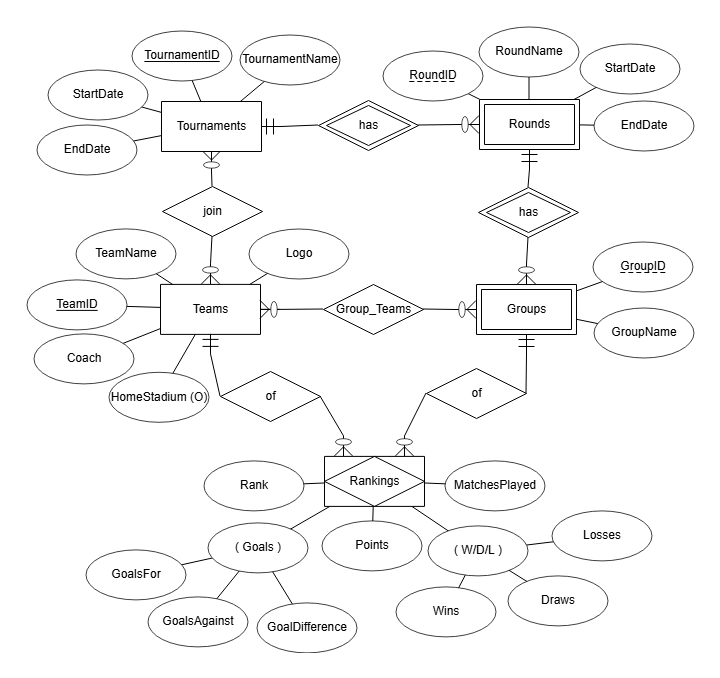 TournamentID
TournamentName
StartDate
EndDate
Tournaments
has
RoundID
RoundName
StartDate
EndDate
Rounds
join
has
TeamName
Logo
TeamID
Teams
Coach
HomeStadium (O)
Group_Teams
Groups
GroupID
GroupName
of
of
Rank
Rankings
MatchesPlayed
( Goals )
Points
( W/D/L )
Losses
GoalsFor
GoalsAgainst
GoalDifference
Wins
Draws